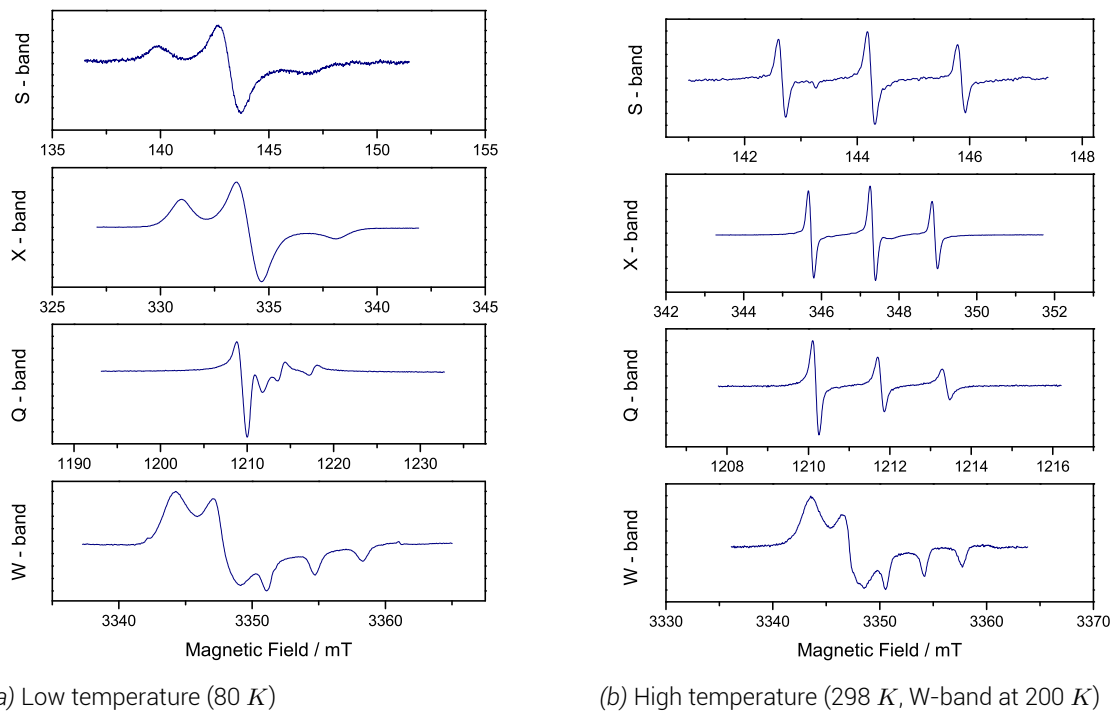 S - band
135 140 145 150 155
X - band
325 330 335 340 345
Q - band
1190 1200 1210 1220 1230
W - band
3340 3350 3360
Magnetic Field / mT
a) Low temperature (80 K)
S - band
142 144 146 148
X - band
342 344 346 348 350 352
Q - band
1208 1210 1212 1214 1216
W - band
3330 3340 3350 3360 3370
Magnetic Field / mT
(b) High temperature (298 K, W-band at 200 K)